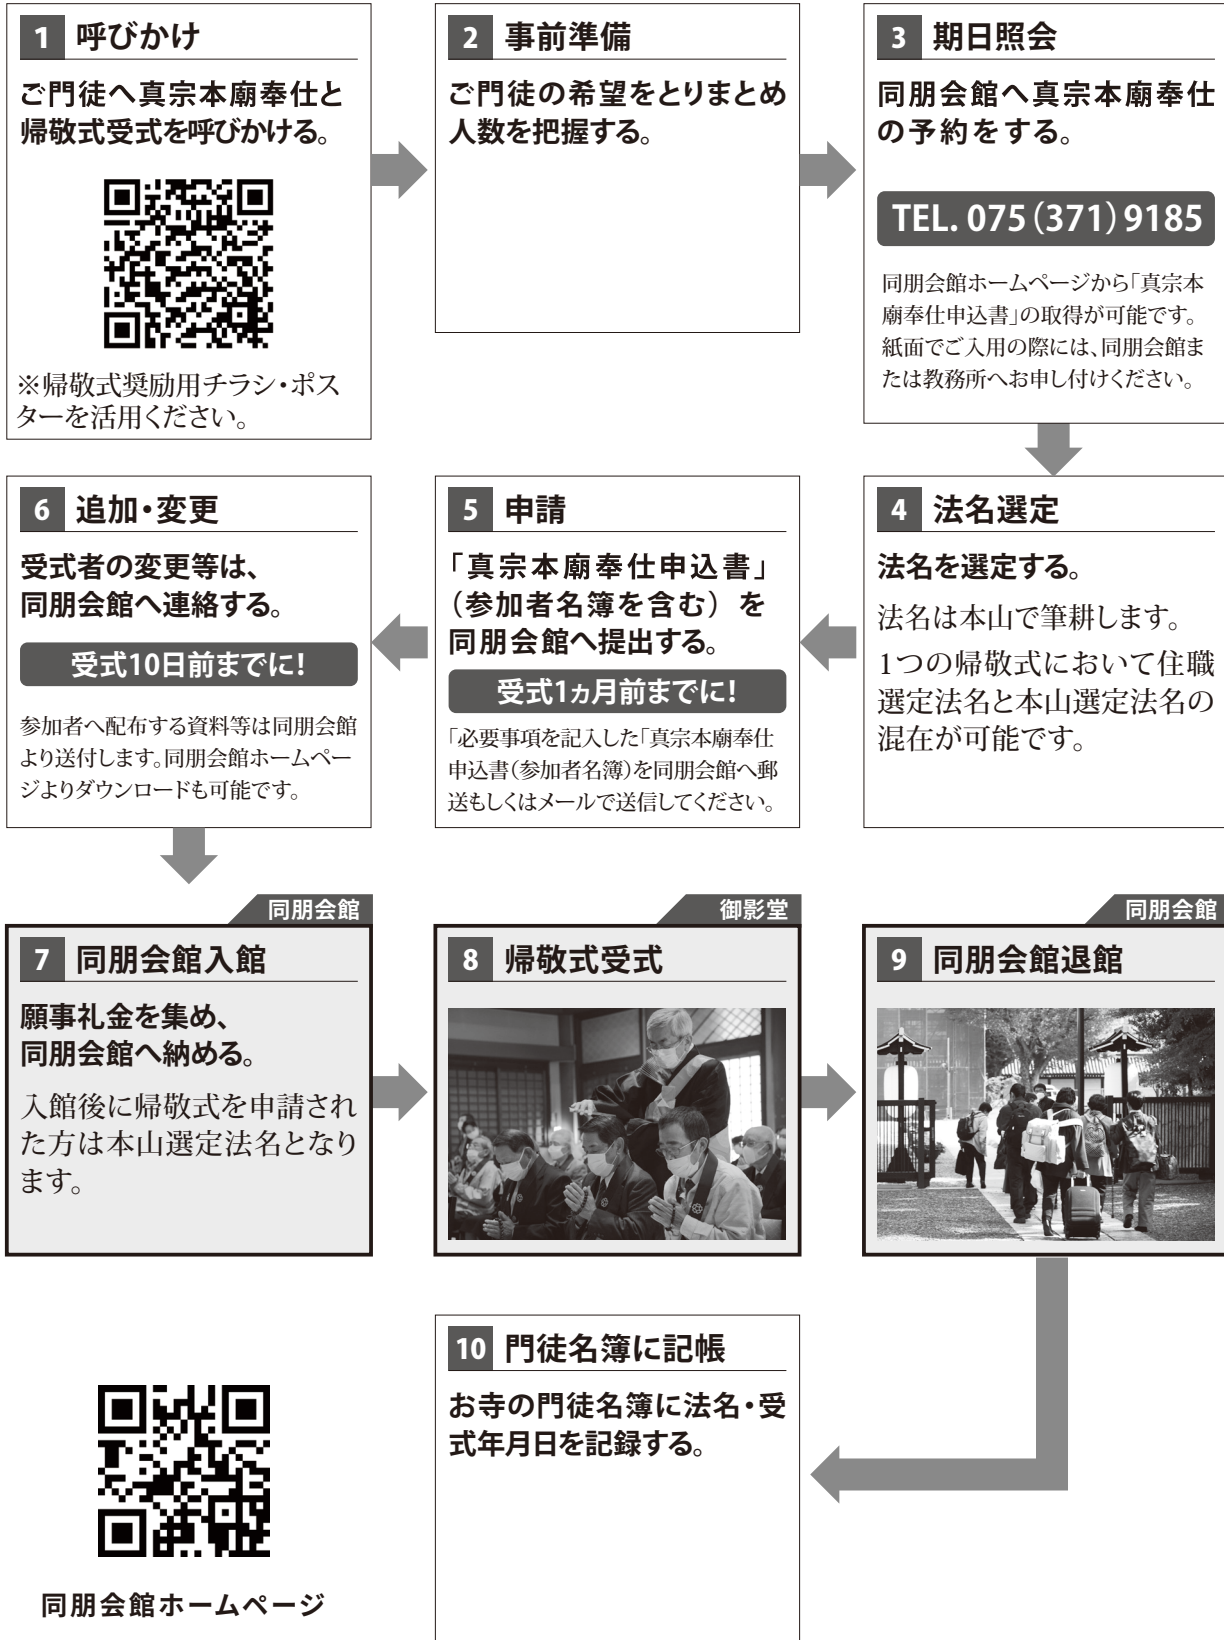 1 呼びかけ
ご門徒へ真宗本廟奉仕と
帰敬式受式を呼びかける。
※帰敬式奨励用チラシ・ポス
ターを活用ください。
2 事前準備
ご門徒の希望をとりまとめ
人数を把握する。
3 期日照会
同朋会館へ真宗本廟奉仕
の予約をする。
TEL. 075(371)9185
同朋会館ホームページから「真宗本
廟奉仕申込書」の取得が可能です。
紙面でご入用の際には、同朋会館ま
たは教務所へお申し付けください。
4 法名選定
法名を選定する。
法名は本山で筆耕します。
1つの帰敬式において住職
選定法名と本山選定法名の
混在が可能です。
5 申請
「真宗本廟奉仕申込書」
(参加者名簿を含む)を
同朋会館へ提出する。
受式1ヵ月前までに!
「必要事項を記入した「真宗本廟奉仕
申込書(参加者名簿)を同朋会館へ郵
送もしくはメールで送信してください。
6 追加・変更
受式者の変更等は、
同朋会館へ連絡する。
受式10日前までに!
参加者へ配布する資料等は同朋会館
より送付します。同朋会館ホームペー
ジよりダウンロードも可能です。
同朋会館
7 同朋会館入館
願事礼金を集め、
同朋会館へ納める。
入館後に帰敬式を申請され
た方は本山選定法名となり
ます。
御影堂
8 帰敬式受式
同朋会館
9 同朋会館退館
10 門徒名簿に記帳
お寺の門徒名簿に法名・受
式年月日を記録する。
同朋会館ホームページ